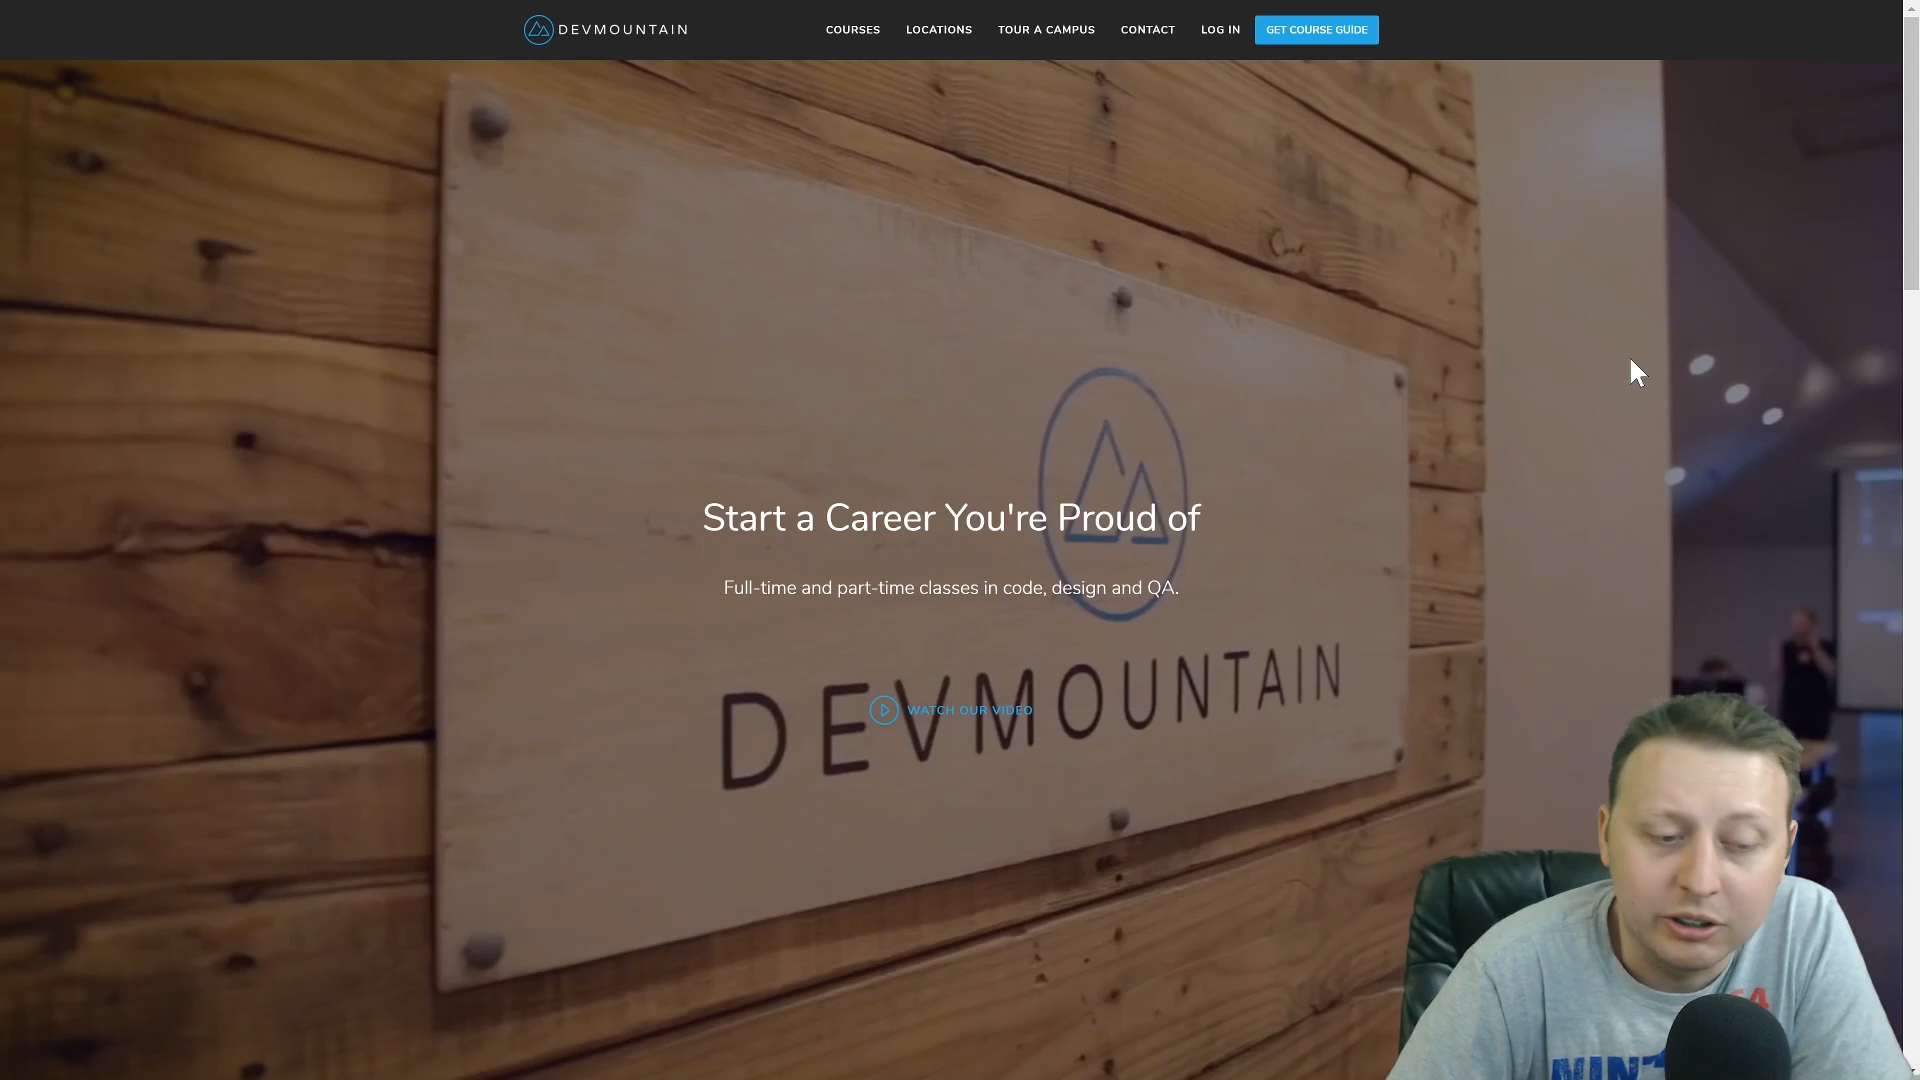 DEVMOUNTAIN
COURSES
LOCATIONS
TOUR A CAMPUS
CONTACT
LOG IN
GET COURSE GUIDE
Start a Career You're Proud of
Full-time and part-time classes in code, design and QA.
DEVMOUNTAIN
WATCH OUR VIDEO